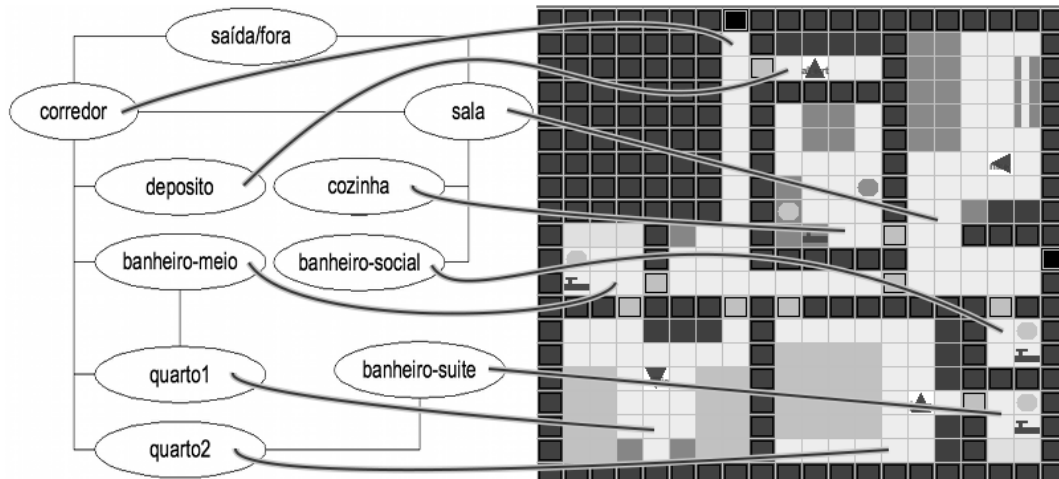 saída/fora
corredor
sala
deposito
cozinha
banheiro-meio
banheiro-social
quarto1
banheiro-suite
quarto2